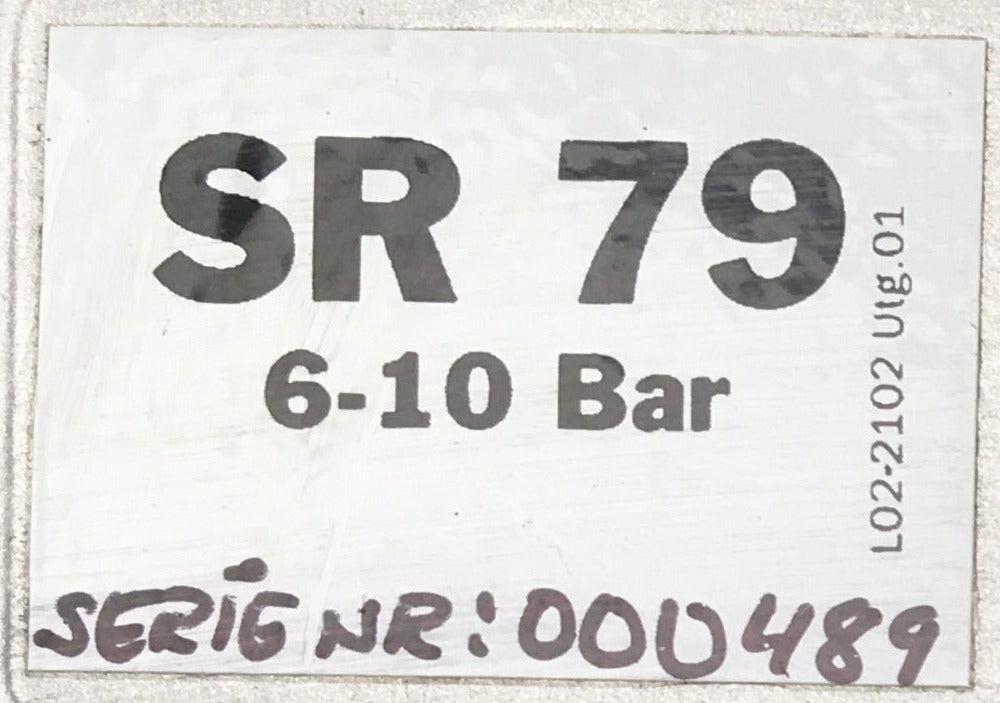 SR 79
6-10 Bar
L02-2102 Utg.01
SERIE NR: 000489